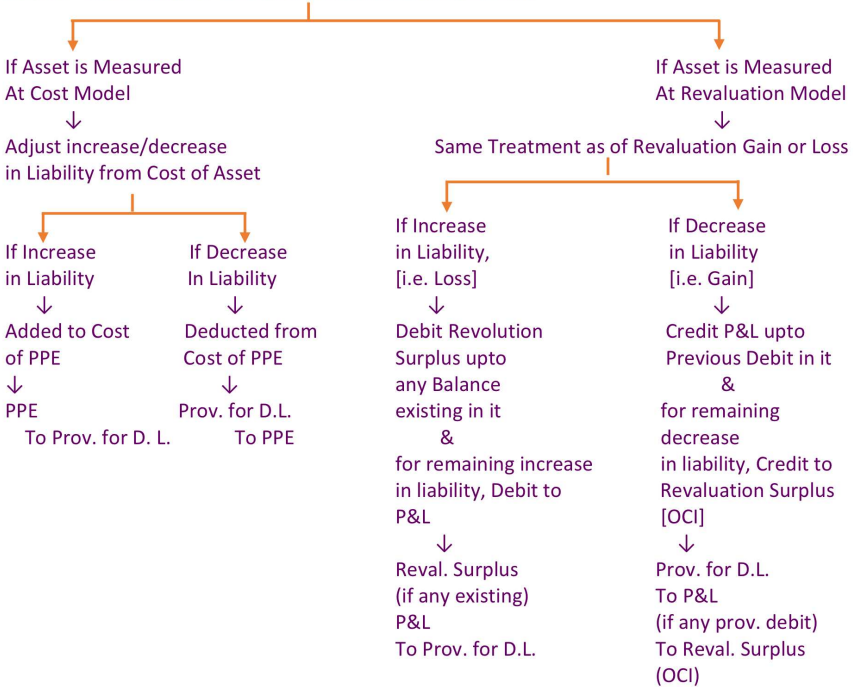 If Asset is Measured
At Cost Model
↓
Adjust increase/decrease
in Liability from Cost of Asset
If Increase
in Liability
↓
Added to Cost
of PPE
↓
PPE
To Prov. for D. L.
If Decrease
In Liability
↓
Deducted from
Cost of PPE
↓
Prov. for D.L.
To PPE
If Asset is Measured
At Revaluation Model
↓
Same Treatment as of Revaluation Gain or Loss
If Increase
in Liability,
[i.e. Loss]
↓
Debit Revolution
Surplus upto
any Balance
existing in it
&
for remaining increase
in liability, Debit to
P&L
↓
Reval. Surplus
(if any existing)
P&L
To Prov. for D.L.
If Decrease
in Liability
[i.e. Gain]
↓
Credit P&L upto
Previous Debit in it
&
for remaining
decrease
in liability, Credit to
Revaluation Surplus
[OCI]
↓
Prov. for D.L.
To P&L
(if any prov. debit)
To Reval. Surplus
(OCI)